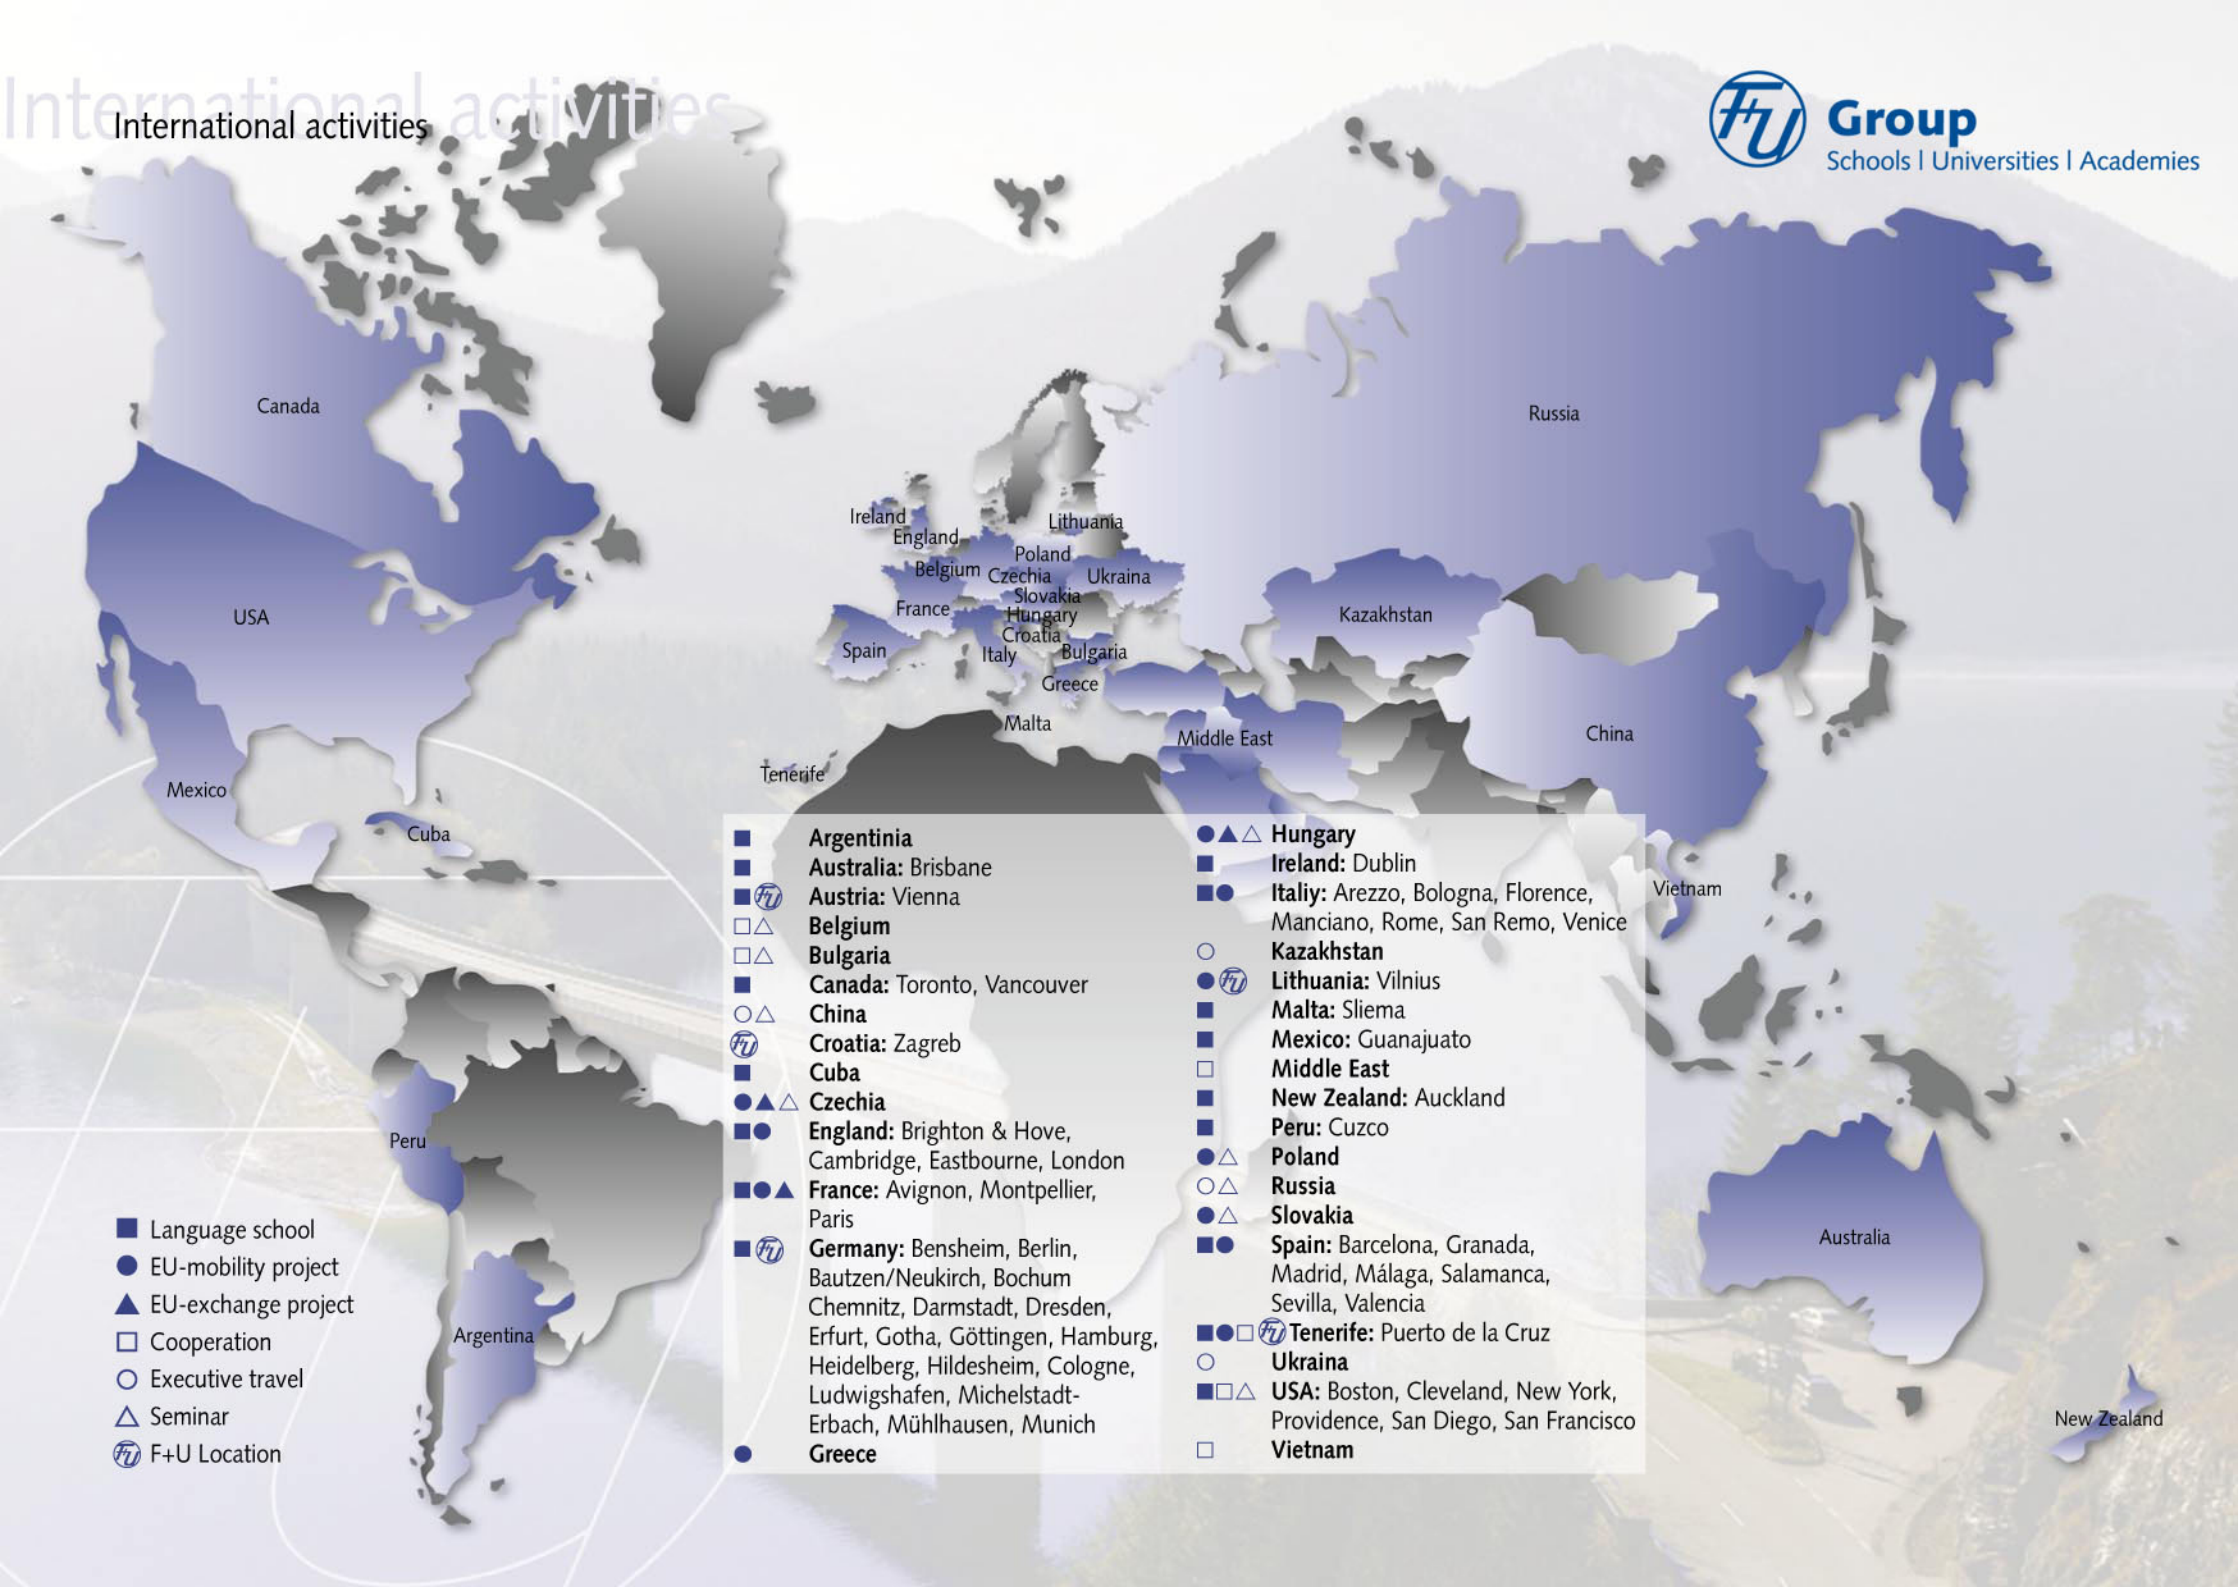 International activities
International activities
F+U Group
Schools | Universities | Academies
Canada
Russia
Ireland
Lithuania
England
Poland
Belgium
Czechia
Ukraina
Slovakia
France
Hungary
Kazakhstan
USA
Croatia
Spain
Italy
Bulgaria
Greece
Malta
China
Middle East
Tenerife
Mexico
Cuba
Vietnam
Peru
Australia
Argentina
New Zealand
Language school
EU-mobility project
EU-exchange project
Cooperation
Executive travel
Seminar
F+U Location
Argentinia
Australia: Brisbane
Austria: Vienna
Belgium
Bulgaria
Canada: Toronto, Vancouver
China
Croatia: Zagreb
Cuba
Czechia
England: Brighton & Hove,
Cambridge, Eastbourne, London
France: Avignon, Montpellier,
Paris
Germany: Bensheim, Berlin,
Bautzen/Neukirch, Bochum
Chemnitz, Darmstadt, Dresden,
Erfurt, Gotha, Göttingen, Hamburg,
Heidelberg, Hildesheim, Cologne,
Ludwigshafen, Michelstadt-
Erbach, Mühlhausen, Munich
Greece
Hungary
Ireland: Dublin
Italiy: Arezzo, Bologna, Florence,
Manciano, Rome, San Remo, Venice
Kazakhstan
Lithuania: Vilnius
Malta: Sliema
Mexico: Guanajuato
Middle East
New Zealand: Auckland
Peru: Cuzco
Poland
Russia
Slovakia
Spain: Barcelona, Granada,
Madrid, Málaga, Salamanca,
Sevilla, Valencia
Tenerife: Puerto de la Cruz
Ukraina
USA: Boston, Cleveland, New York,
Providence, San Diego, San Francisco
Vietnam